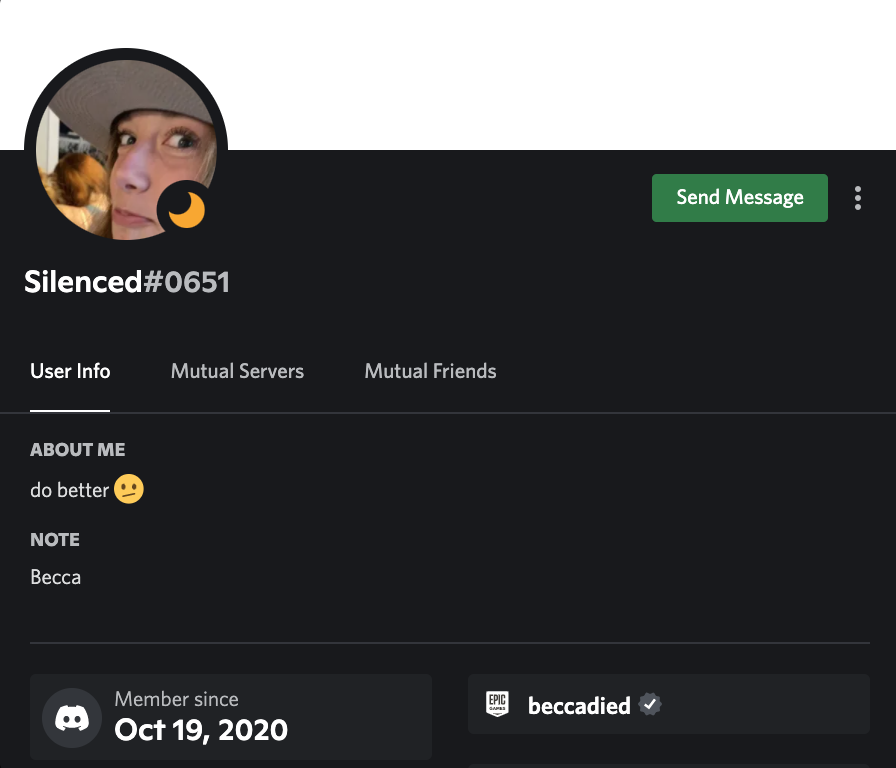 Send Message
Silenced#0651
User Info Mutual Servers Mutual Friends
ABOUT ME
do better 🫤
NOTE
Becca
Member since
Oct 19, 2020
EPIC
GAMES
beccadied